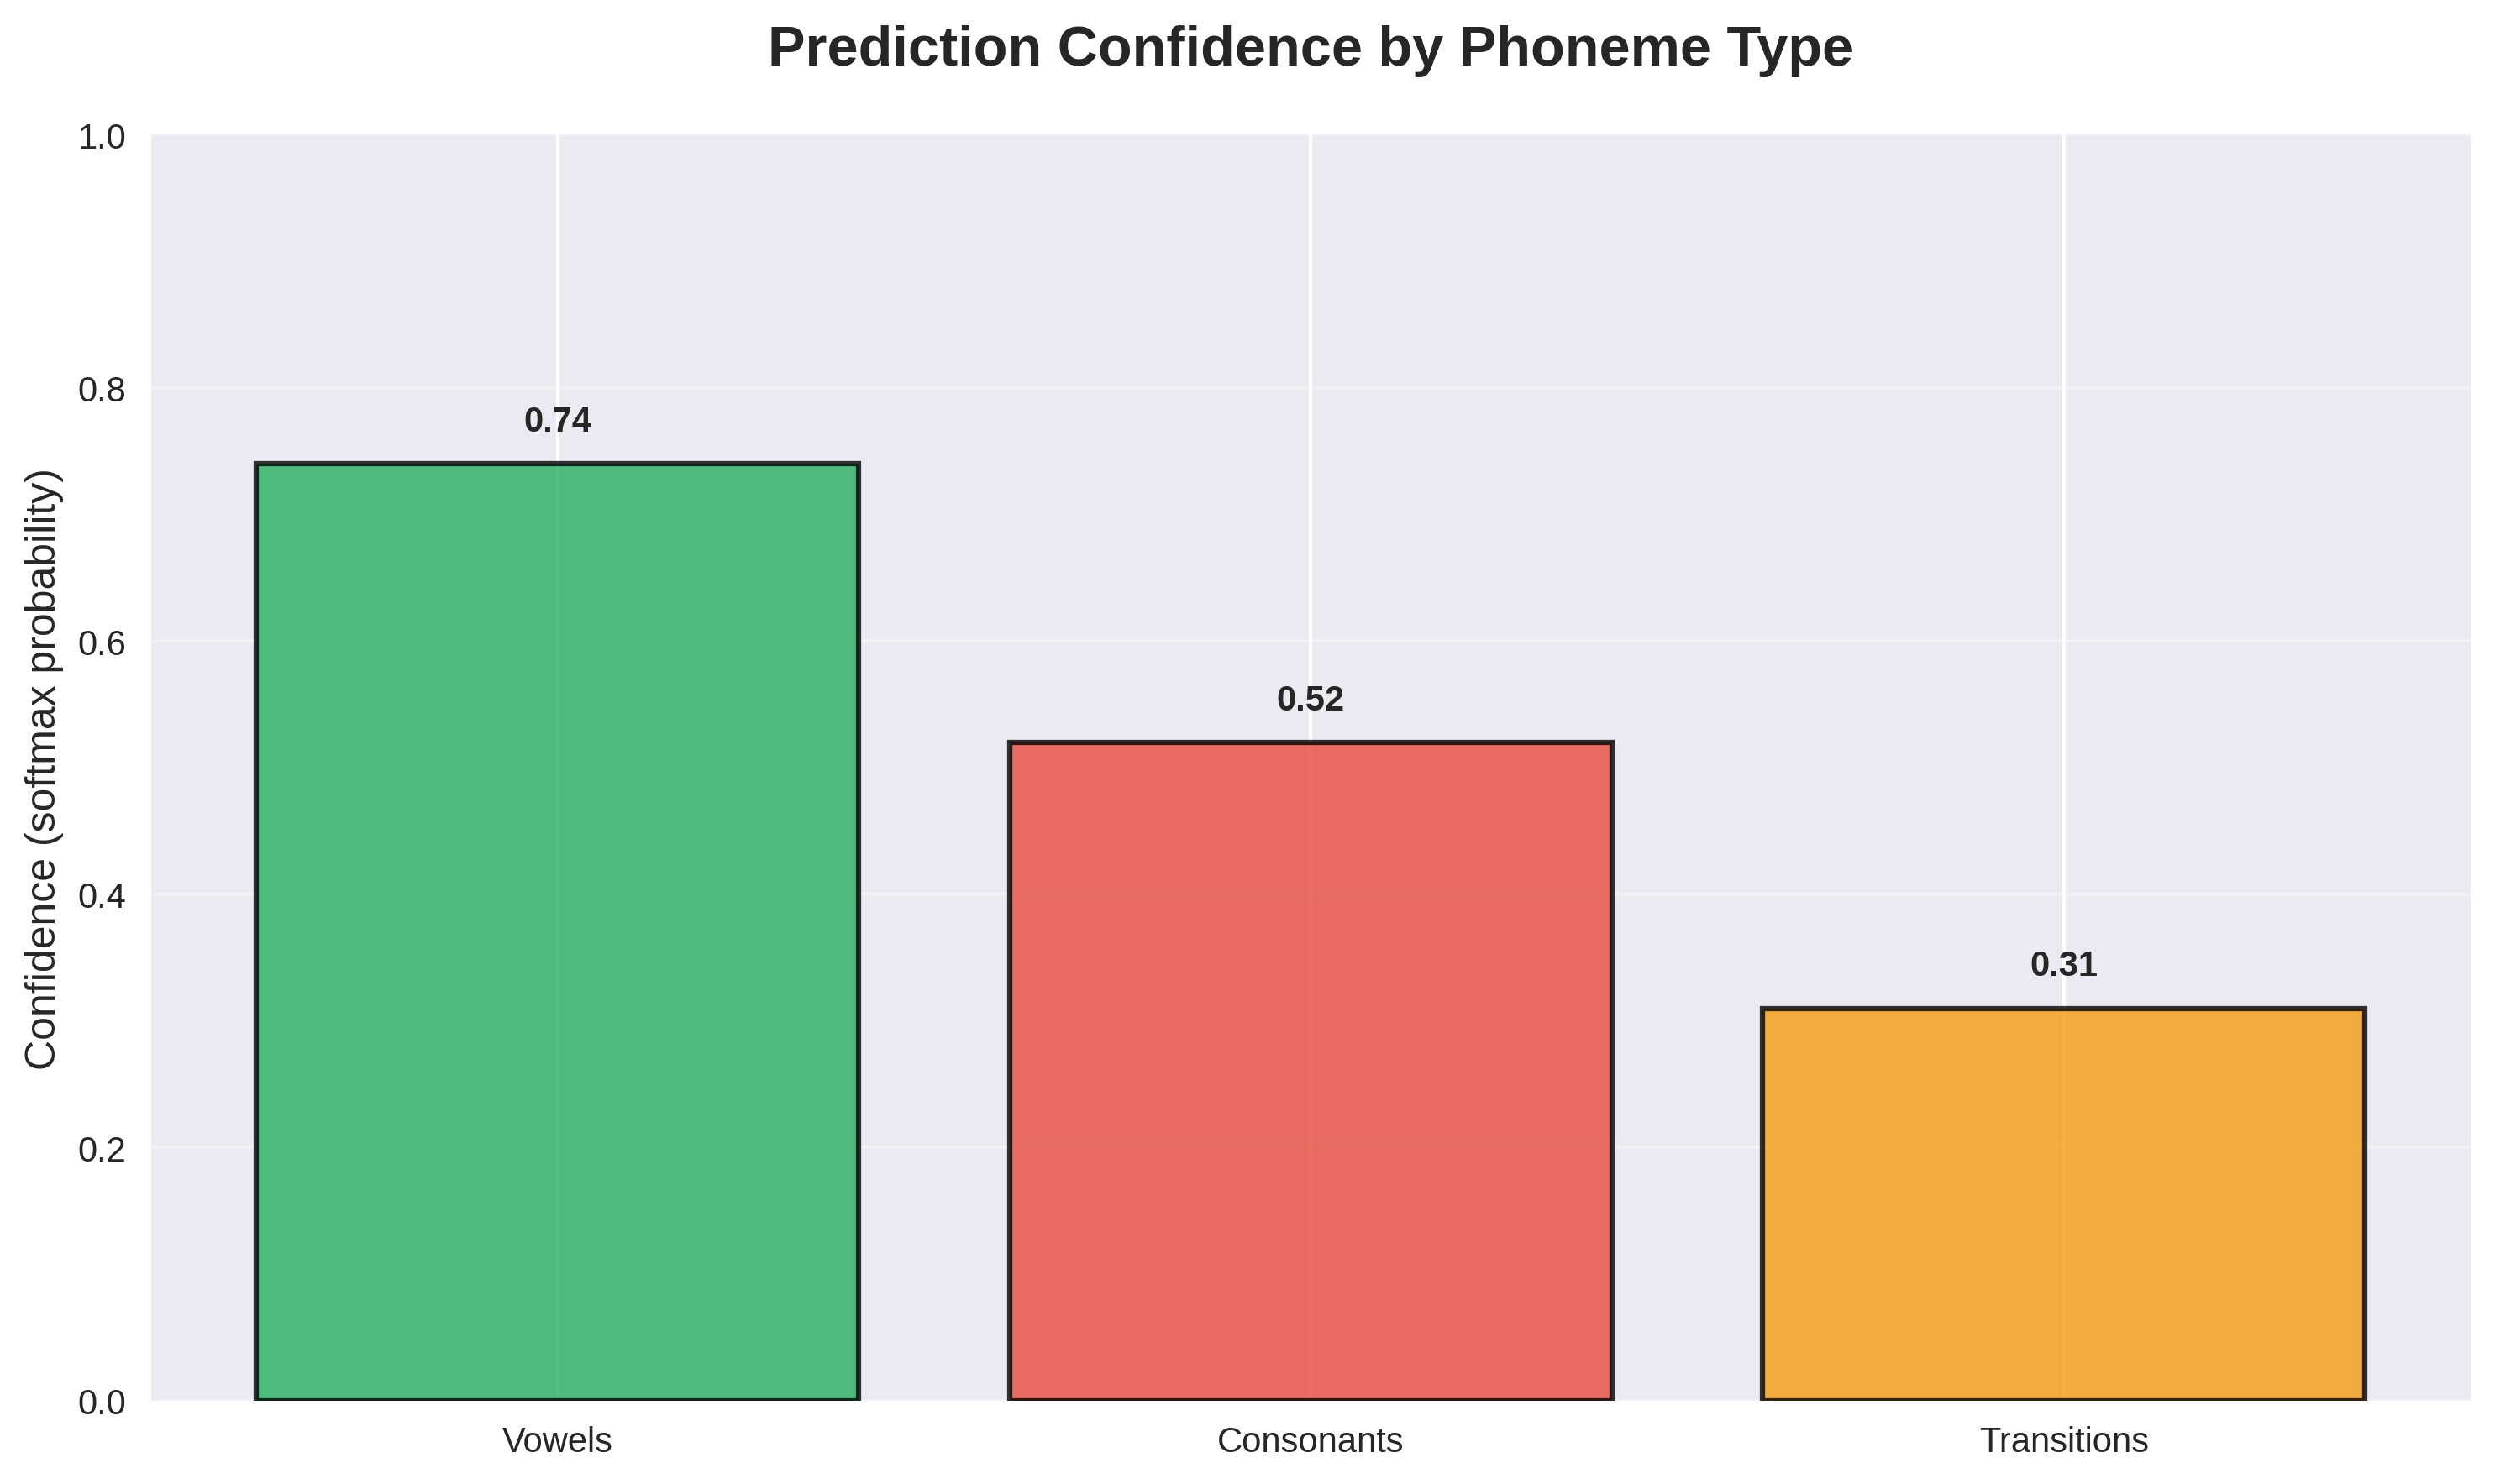 Prediction Confidence by Phoneme Type
Confidence (softmax probability)
1.0
0.8
0.6
0.4
0.2
0.0
0.74
0.52
0.31
Vowels
Consonants
Transitions